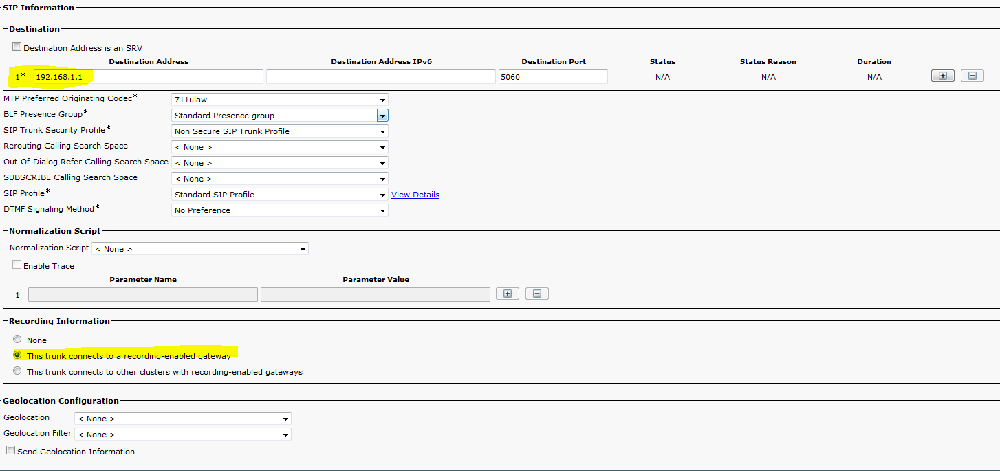 SIP Information
Destination
Destination Address is an SRV
Destination Address Destination Address IPv6 Destination Port Status Status Reason Duration
1* 192.168.1.1 5060 N/A N/A N/A
MTP Preferred Originating Codec* 711ulaw
BLF Presence Group* Standard Presence group
SIP Trunk Security Profile* Non Secure SIP Trunk Profile
Rerouting Calling Search Space < None >
Out-Of-Dialog Refer Calling Search Space < None >
SUBSCRIBE Calling Search Space < None >
SIP Profile* Standard SIP Profile View Details
DTMF Signaling Method* No Preference
Normalization Script
Normalization Script < None >
Enable Trace
Parameter Name Parameter Value
1
Recording Information
None
This trunk connects to a recording-enabled gateway
This trunk connects to other clusters with recording-enabled gateways
Geolocation Configuration
Geolocation < None >
Geolocation Filter < None >
Send Geolocation Information